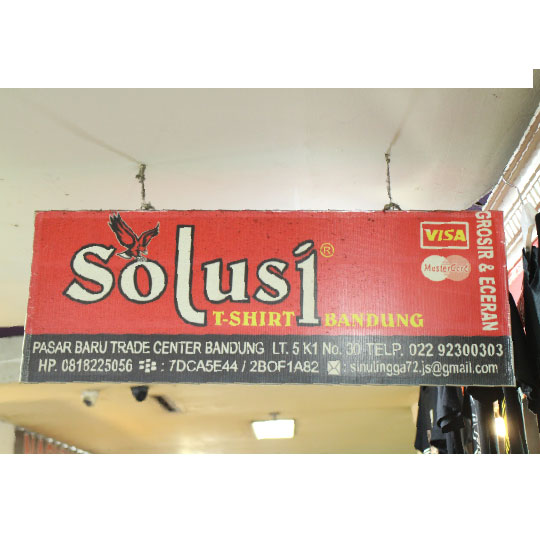 Solusi ®
T-SHIRT BANDUNG
VISA
MasterCard
GROSIR & ECERAN
PASAR BARU TRADE CENTER BANDUNG LT. 5 K1 No. 30-TELP. 022 92300303
HP. 0818225056 : 7DCA5E44 / 2BOF1A82 : sinulingga72.js@gmail.com